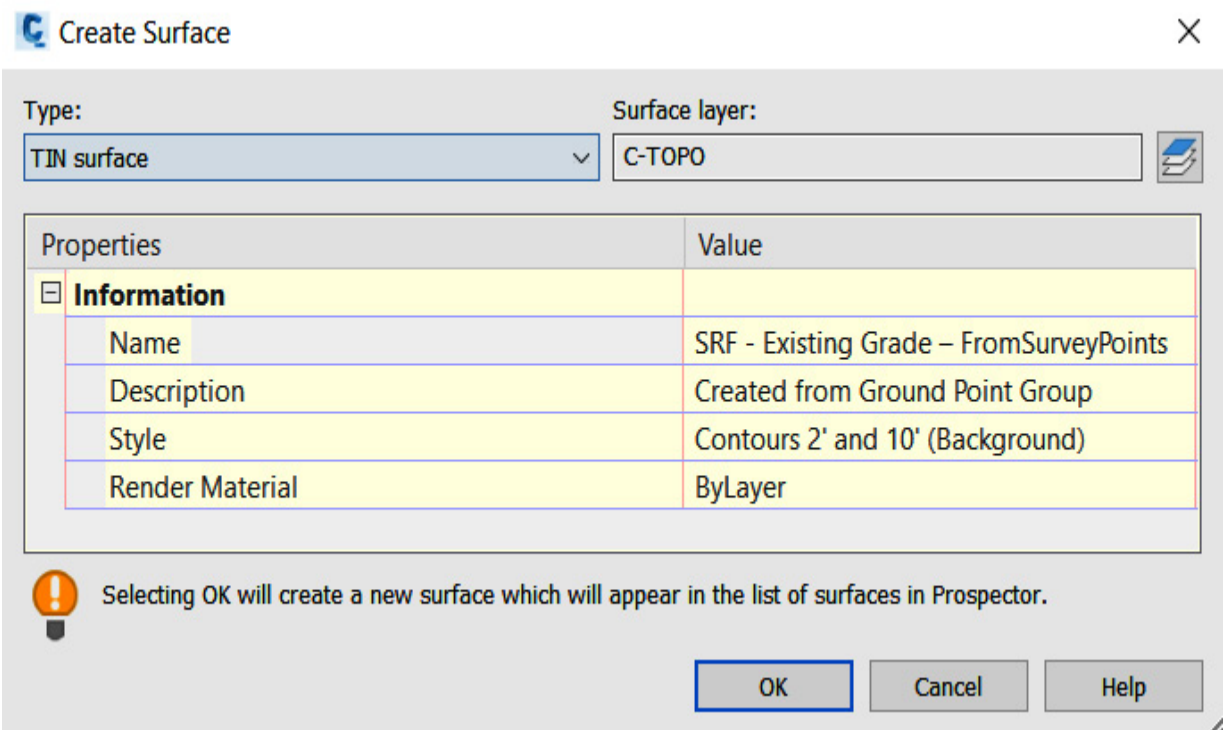 Create Surface
Type:
Surface layer:
TIN surface
C-TOPO
Properties Value
Information
Name SRF - Existing Grade – FromSurveyPoints
Description Created from Ground Point Group
Style Contours 2' and 10' (Background)
Render Material ByLayer
Selecting OK will create a new surface which will appear in the list of surfaces in Prospector.
OK Cancel Help